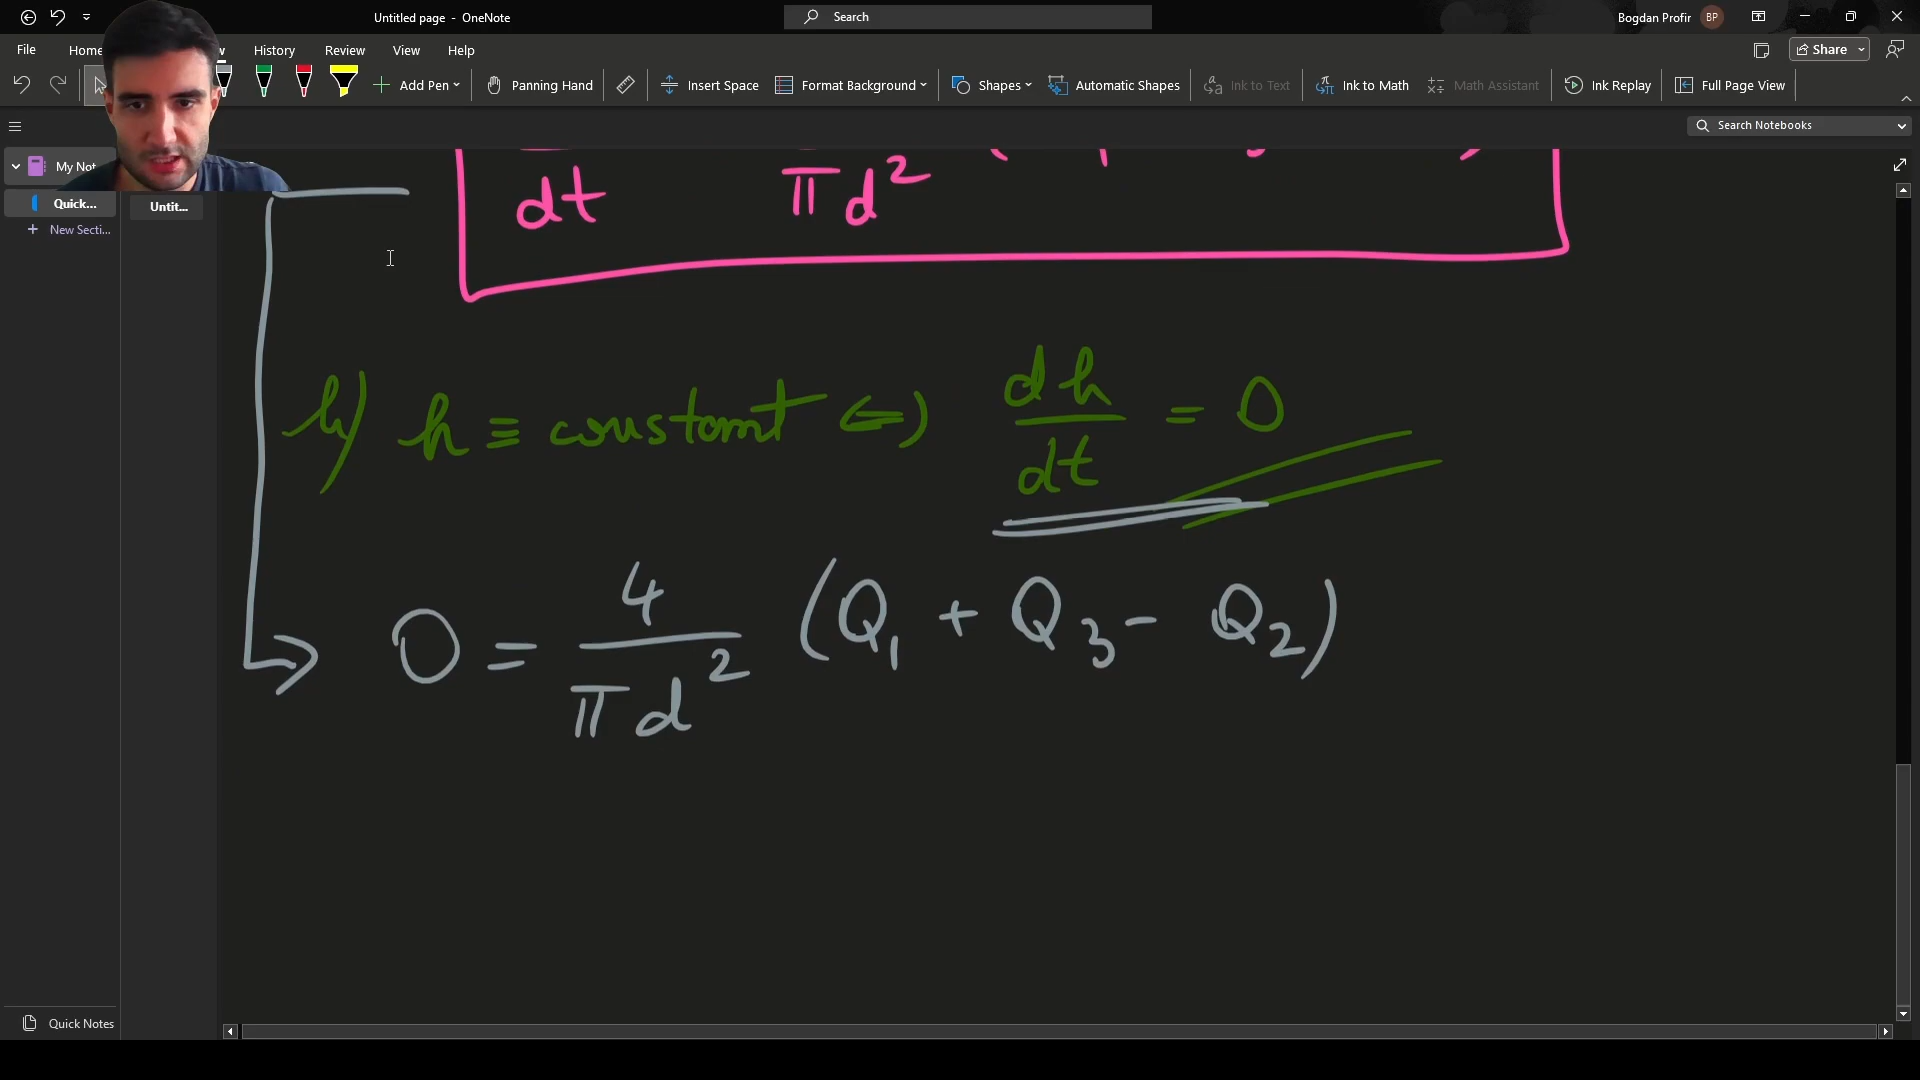 Untitled page - OneNote
Search
Bogdan Profir BP
File Home History Review View Help
Share
Add Pen Panning Hand Insert Space Format Background Shapes Automatic Shapes Ink to Text Ink to Math Math Assistant Ink Replay Full Page View
Search Notebooks
My Not
Quick...
Untit...
+ New Secti...
dt πd²
b) h ≡ constant ⇔ dh/dt = 0
0 = 4/πd² (Q₁ + Q₃ - Q₂)
Quick Notes